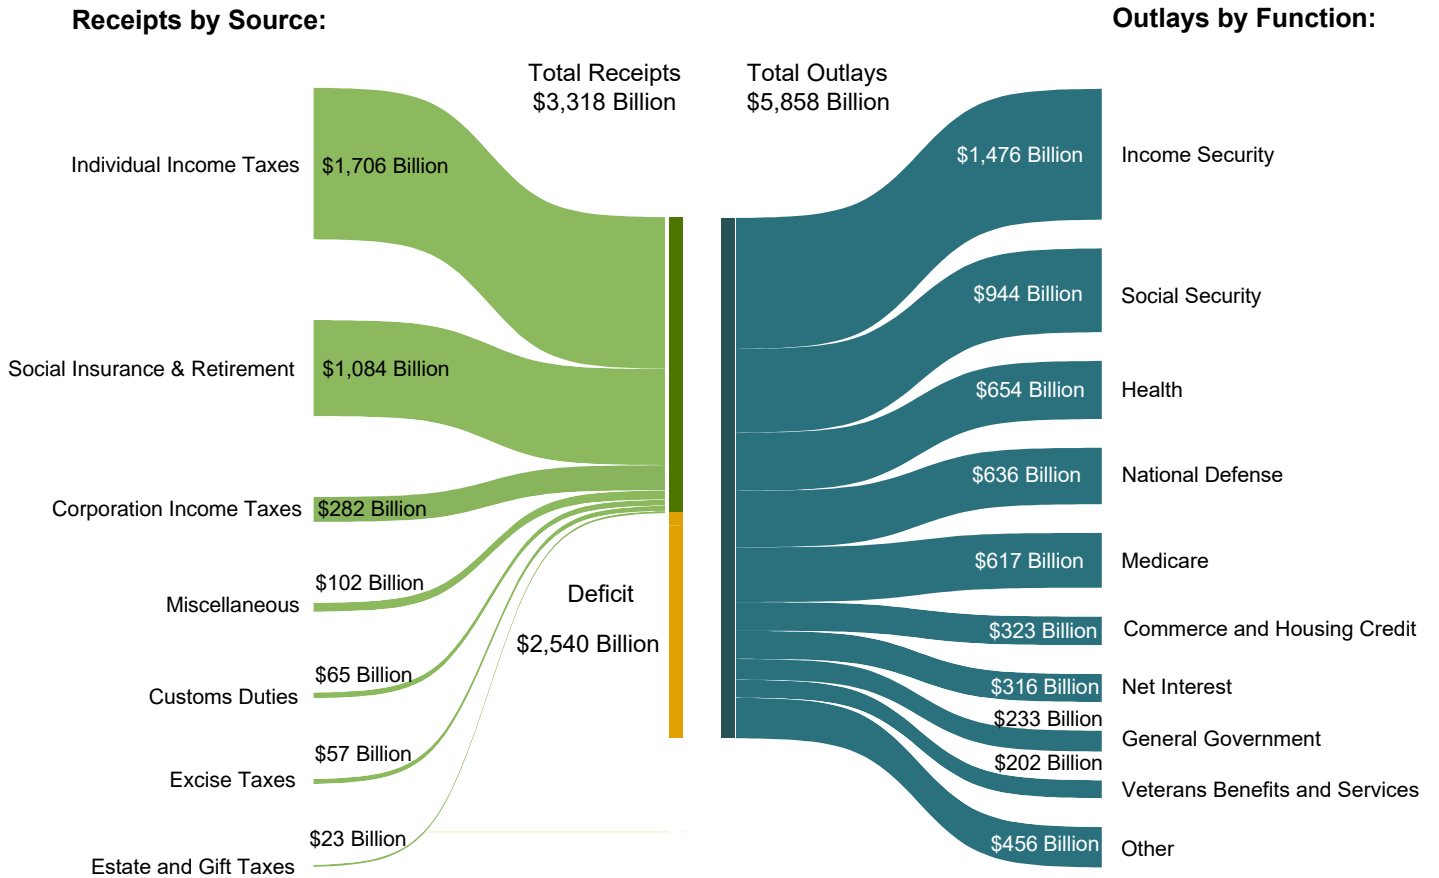 Receipts by Source:
Outlays by Function:
Total Receipts
$3,318 Billion
Total Outlays
$5,858 Billion
Individual Income Taxes
$1,706 Billion
Social Insurance & Retirement
$1,084 Billion
Corporation Income Taxes
$282 Billion
Miscellaneous
$102 Billion
Customs Duties
$65 Billion
Excise Taxes
$57 Billion
Estate and Gift Taxes
$23 Billion
Deficit
$2,540 Billion
$1,476 Billion
Income Security
$944 Billion
Social Security
$654 Billion
Health
$636 Billion
National Defense
$617 Billion
Medicare
$323 Billion
Commerce and Housing Credit
$316 Billion
Net Interest
$233 Billion
General Government
$202 Billion
Veterans Benefits and Services
$456 Billion
Other